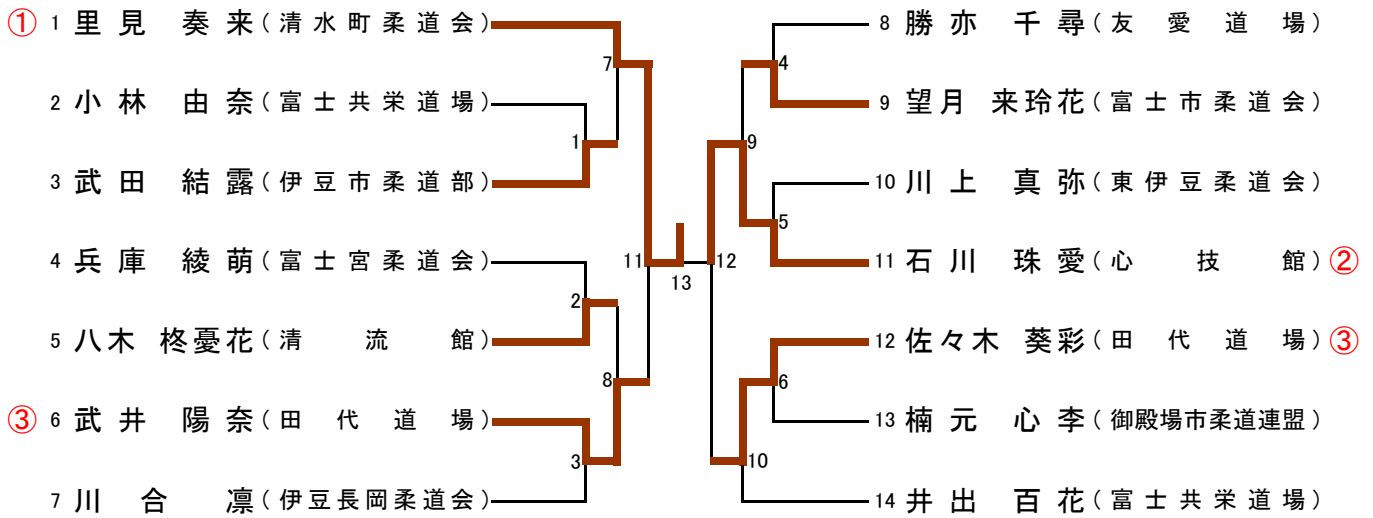 ① 1 里見 奏来(清水町柔道会)
2 小林 由奈(富士共栄道場)
3 武田 結露(伊豆市柔道部)
4 兵庫 綾萌(富士宮柔道会)
5 八木 柊憂花(清流館)
③ 6 武井 陽奈(田代道場)
7 川合 凛(伊豆長岡柔道会)
7
1
2
8
3
11
13
12
8 勝亦 千尋(友愛道場)
9 望月 来玲花(富士市柔道会)
10 川上 真弥(東伊豆柔道会)
11 石川 珠愛(心技館) ②
12 佐々木 葵彩(田代道場) ③
13 楠元 心李(御殿場市柔道連盟)
14 井出 百花(富士共栄道場)
4
9
5
6
10